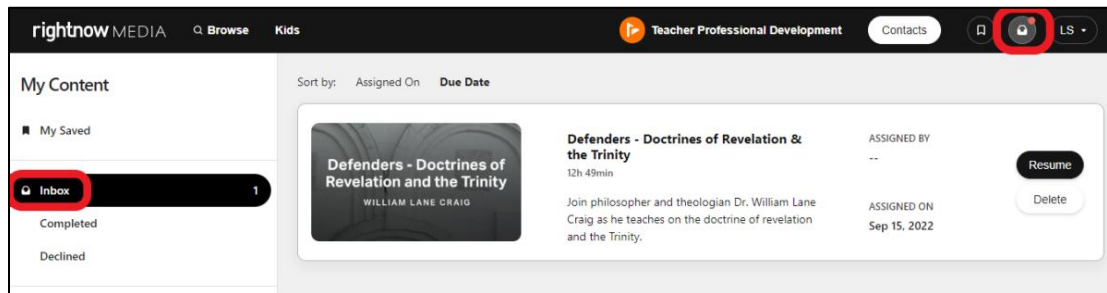 rightnow MEDIA
Browse
Kids
Teacher Professional Development
Contacts
LS
My Content
My Saved
Inbox 1
Completed
Declined
Sort by: Assigned On Due Date
Defenders - Doctrines of
Revelation and the Trinity
WILLIAM LANE CRAIG
Defenders - Doctrines of Revelation &
the Trinity
12h 49min
Join philosopher and theologian Dr. William Lane
Craig as he teaches on the doctrine of revelation
and the Trinity.
ASSIGNED BY
--
ASSIGNED ON
Sep 15, 2022
Resume
Delete